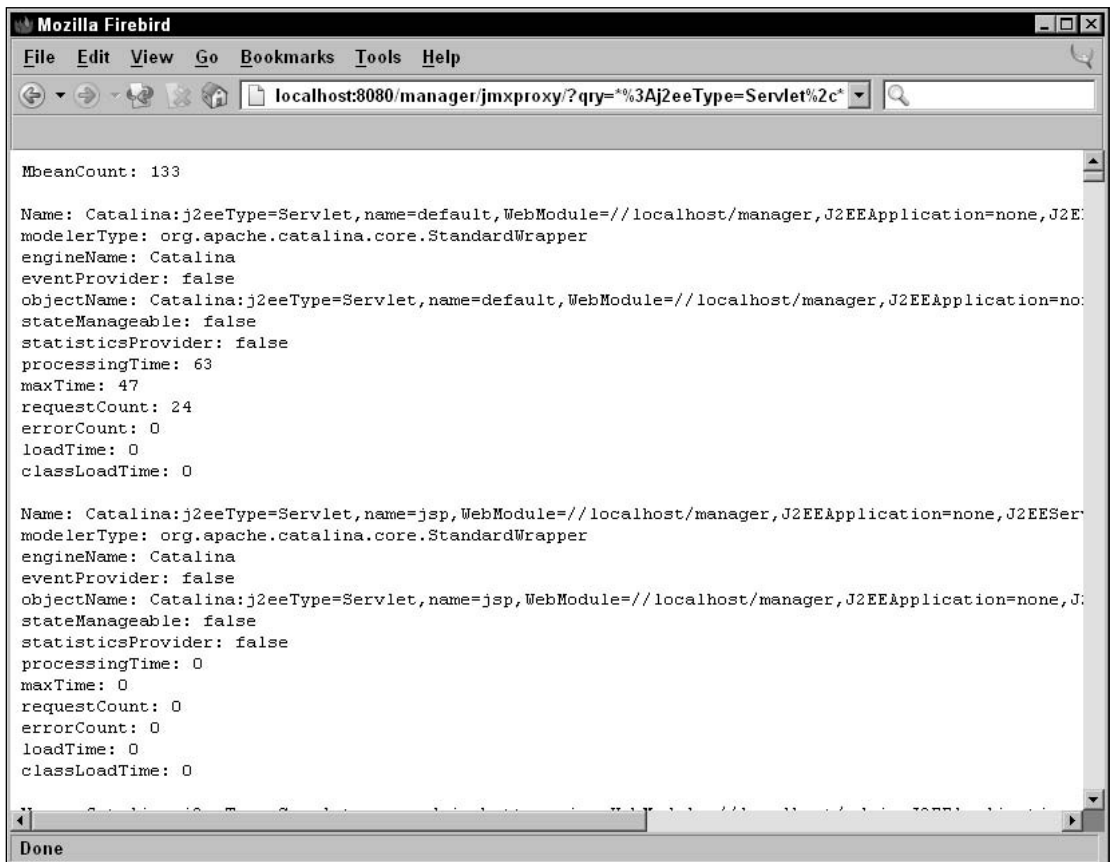 Mozilla Firebird
File Edit View Go Bookmarks Tools Help
localhost:8080/manager/jmxproxy/?qry=*%3Aj2eeType=Servlet%2c*
MbeanCount: 133
Name: Catalina:j2eeType=Servlet,name=default,WebModule=//localhost/manager,J2EEApplication=none,J2E
modelerType: org.apache.catalina.core.StandardWrapper
engineName: Catalina
eventProvider: false
objectName: Catalina:j2eeType=Servlet,name=default,WebModule=//localhost/manager,J2EEApplication=no
stateManageable: false
statisticsProvider: false
processingTime: 63
maxTime: 47
requestCount: 24
errorCount: 0
loadTime: 0
classLoadTime: 0
Name: Catalina:j2eeType=Servlet,name=jsp,WebModule=//localhost/manager,J2EEApplication=none,J2EESer
modelerType: org.apache.catalina.core.StandardWrapper
engineName: Catalina
eventProvider: false
objectName: Catalina:j2eeType=Servlet,name=jsp,WebModule=//localhost/manager,J2EEApplication=none,J
stateManageable: false
statisticsProvider: false
processingTime: 0
maxTime: 0
requestCount: 0
errorCount: 0
loadTime: 0
classLoadTime: 0
Done